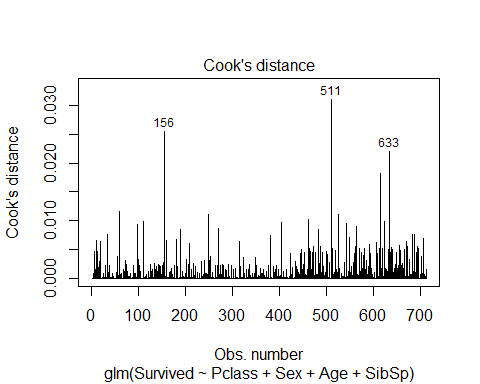 Cook's distance
511
156
633
Cook's distance
0.000
0.010
0.020
0.030
0 100 200 300 400 500 600 700
Obs. number
glm(Survived ~ Pclass + Sex + Age + SibSp)